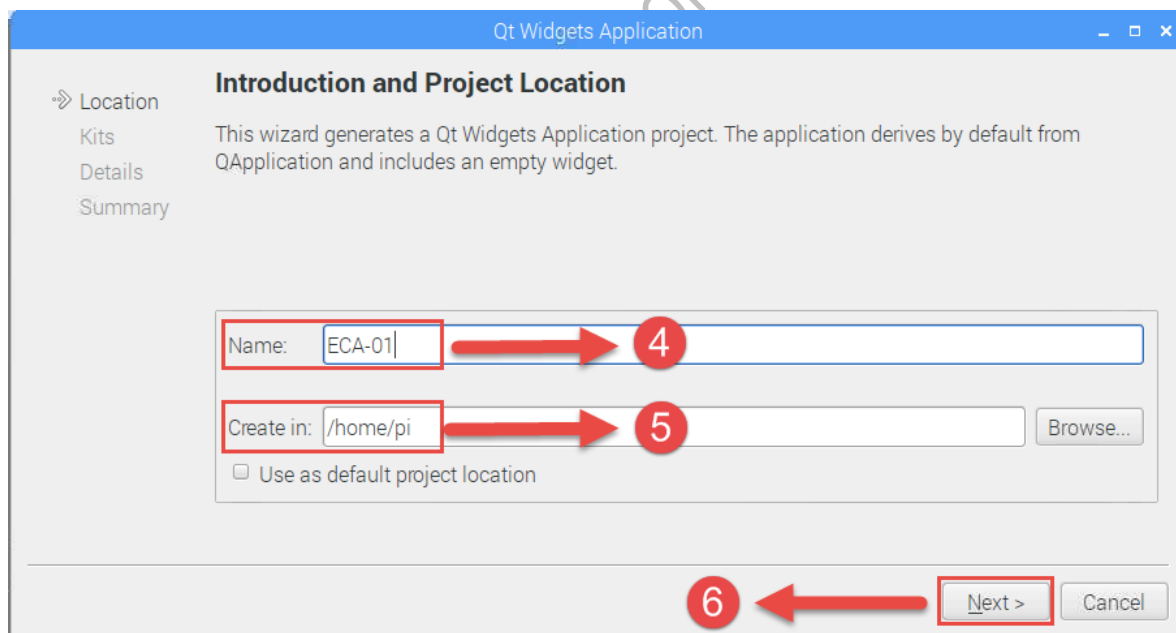 Qt Widgets Application
Location
Kits
Details
Summary
Introduction and Project Location
This wizard generates a Qt Widgets Application project. The application derives by default from
QApplication and includes an empty widget.
Name: ECA-01 4
Create in: /home/pi 5 Browse...
Use as default project location
6 Next > Cancel